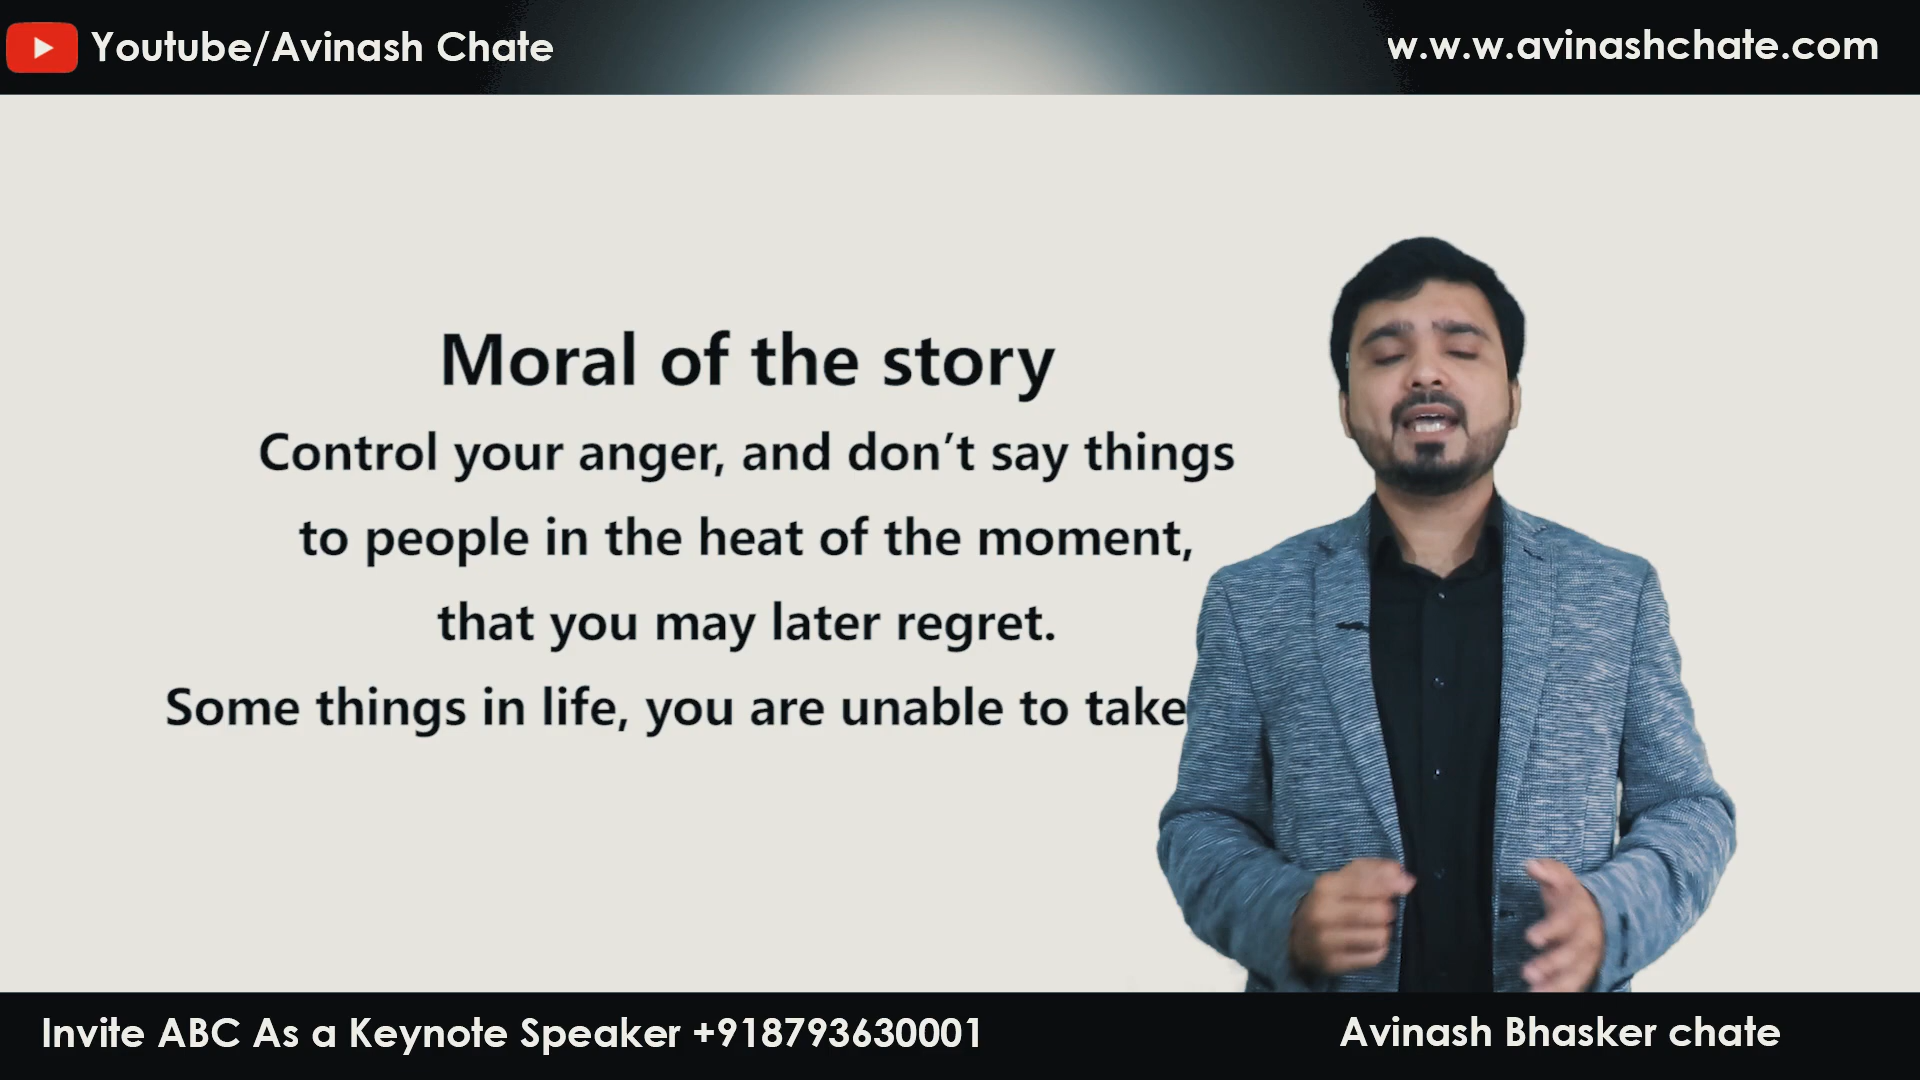 Youtube/Avinash Chate
w.w.w.avinashchate.com
Moral of the story
Control your anger, and don't say things
to people in the heat of the moment,
that you may later regret.
Some things in life, you are unable to take
Invite ABC As a Keynote Speaker +918793630001
Avinash Bhasker chate